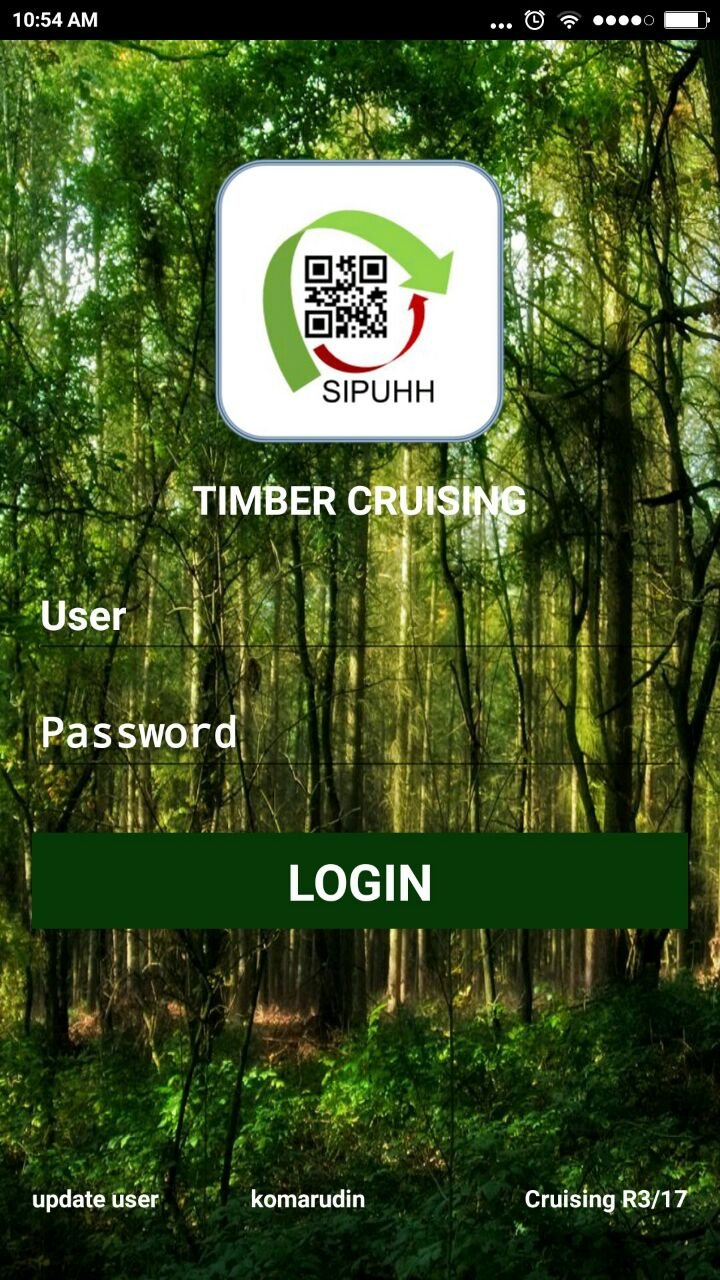 10:54 AM
SIPUHH
TIMBER CRUISING
User
Password
LOGIN
update user
komarudin
Cruising R3/17